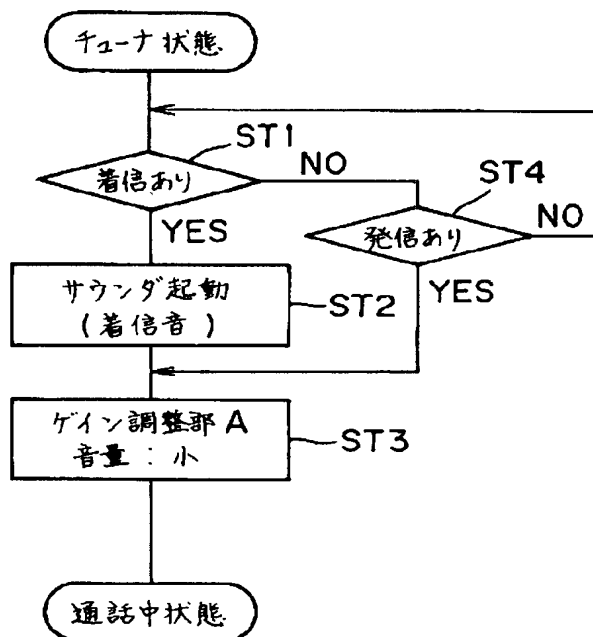 チューナ状態
ST1
着信あり
NO
ST4
発信あり
NO
YES
サウンダ起動
(着信音)
ST2
YES
ゲイン調整部A
音量:小
ST3
通話中状態